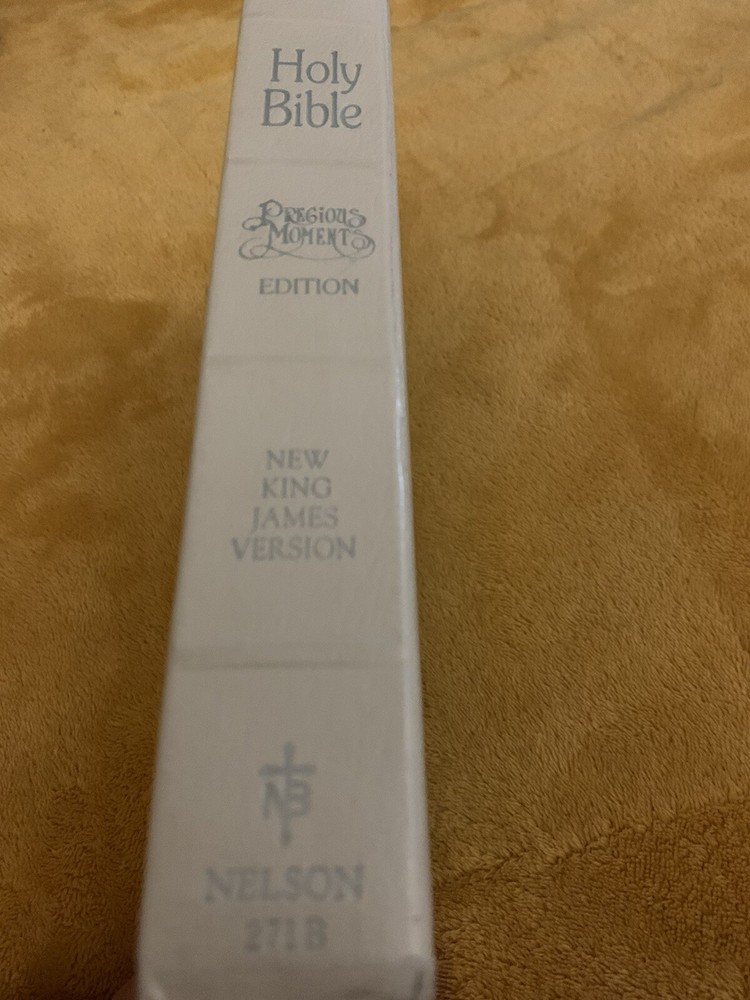 Holy
Bible
PRECIOUS
MOMENTS
EDITION
NEW
KING
JAMES
VERSION
NB
NELSON
271B